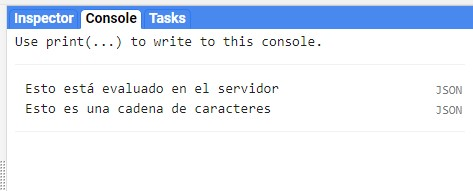 Inspector Console Tasks
Use print(...) to write to this console.
Esto está evaluado en el servidor JSON
Esto es una cadena de caracteres JSON